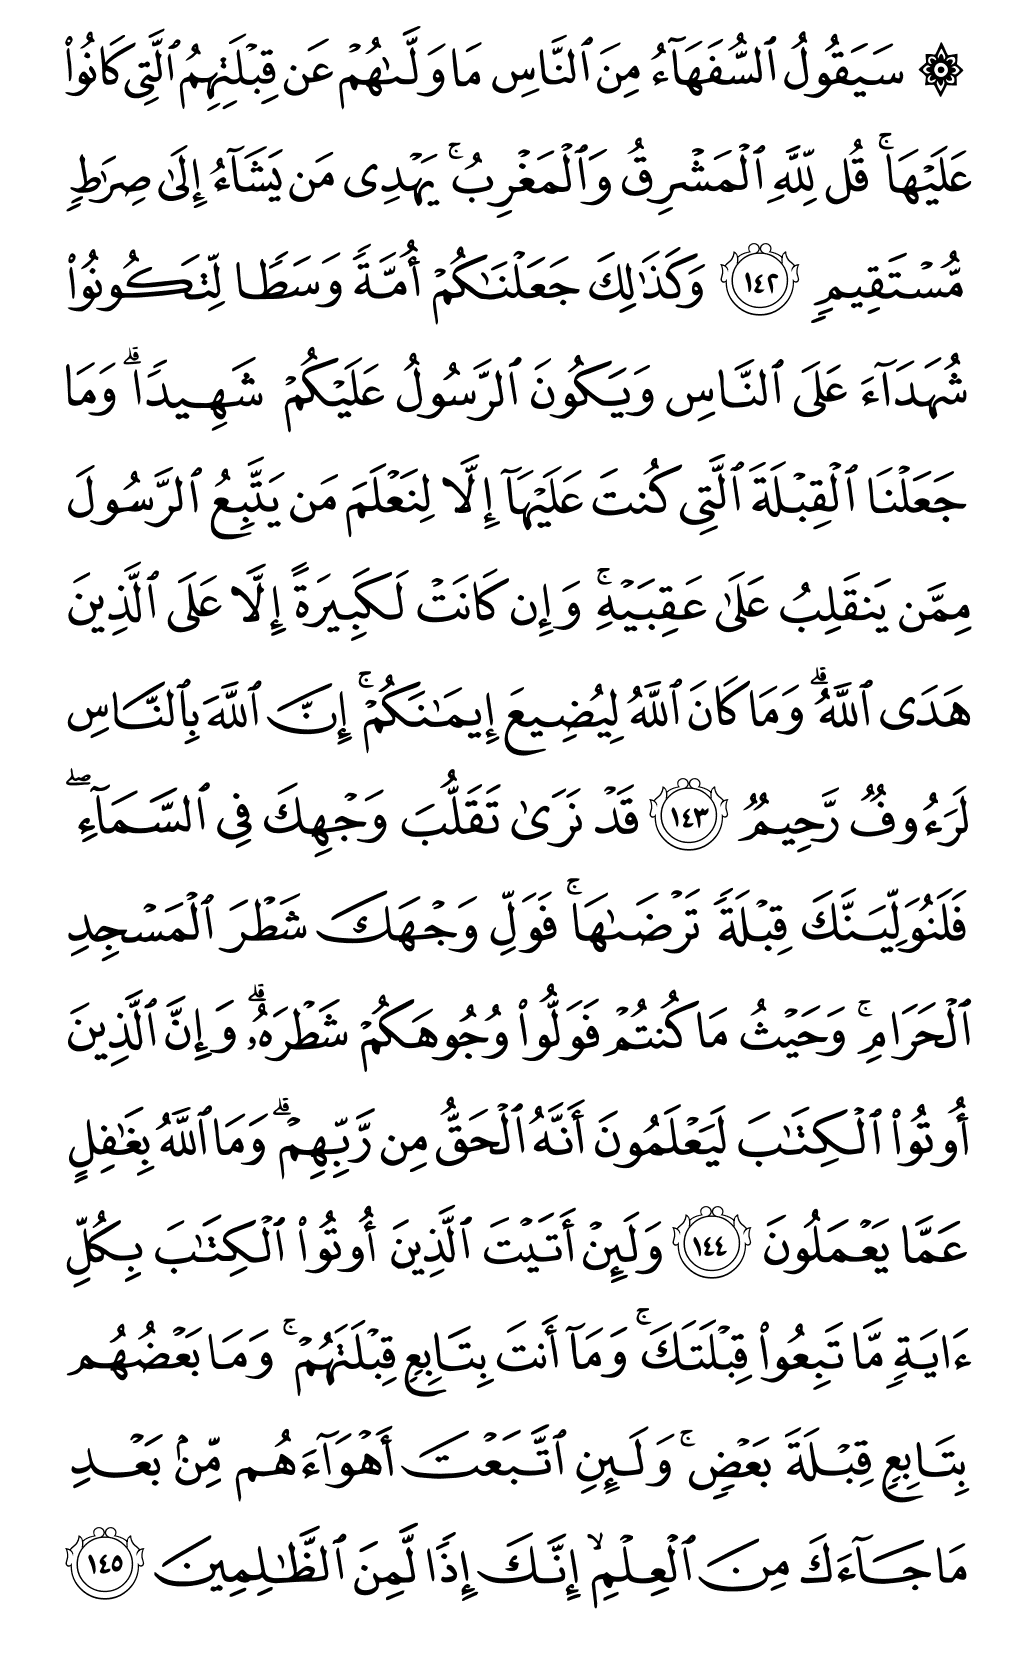 ۞ سَيَقُولُ ٱلسُّفَهَآءُ مِنَ ٱلنَّاسِ مَا وَلَّىٰهُمْ عَن قِبْلَتِهِمُ ٱلَّتِى كَانُوا۟
عَلَيْهَا ۚ قُل لِّلَّهِ ٱلْمَشْرِقُ وَٱلْمَغْرِبُ ۚ يَهْدِى مَن يَشَآءُ إِلَىٰ صِرَٰطٍ
مُّسْتَقِيمٍ ١٤٢ وَكَذَٰلِكَ جَعَلْنَـٰكُمْ أُمَّةً وَسَطًا لِّتَكُونُوا۟
شُهَدَآءَ عَلَى ٱلنَّاسِ وَيَكُونَ ٱلرَّسُولُ عَلَيْكُمْ شَهِيدًا ۗ وَمَا
جَعَلْنَا ٱلْقِبْلَةَ ٱلَّتِى كُنتَ عَلَيْهَآ إِلَّا لِنَعْلَمَ مَن يَتَّبِعُ ٱلرَّسُولَ
مِمَّن يَنقَلِبُ عَلَىٰ عَقِبَيْهِ ۚ وَإِن كَانَتْ لَكَبِيرَةً إِلَّا عَلَى ٱلَّذِينَ
هَدَى ٱللَّهُ ۗ وَمَا كَانَ ٱللَّهُ لِيُضِيعَ إِيمَـٰنَكُمْ ۚ إِنَّ ٱللَّهَ بِٱلنَّاسِ
لَرَءُوفٌ رَّحِيمٌ ١٤٣ قَدْ نَرَىٰ تَقَلُّبَ وَجْهِكَ فِى ٱلسَّمَآءِ ۖ
فَلَنُوَلِّيَنَّكَ قِبْلَةً تَرْضَىٰهَا ۚ فَوَلِّ وَجْهَكَ شَطْرَ ٱلْمَسْجِدِ
ٱلْحَرَامِ ۚ وَحَيْثُ مَا كُنتُمْ فَوَلُّوا۟ وُجُوهَكُمْ شَطْرَهُۥ ۗ وَإِنَّ ٱلَّذِينَ
أُوتُوا۟ ٱلْكِتَـٰبَ لَيَعْلَمُونَ أَنَّهُ ٱلْحَقُّ مِن رَّبِّهِمْ ۗ وَمَا ٱللَّهُ بِغَـٰفِلٍ
عَمَّا يَعْمَلُونَ ١٤٤ وَلَئِنْ أَتَيْتَ ٱلَّذِينَ أُوتُوا۟ ٱلْكِتَـٰبَ بِكُلِّ
ءَايَةٍ مَّا تَبِعُوا۟ قِبْلَتَكَ ۚ وَمَآ أَنتَ بِتَابِعٍ قِبْلَتَهُمْ ۚ وَمَا بَعْضُهُم
بِتَابِعٍ قِبْلَةَ بَعْضٍ ۚ وَلَئِنِ ٱتَّبَعْتَ أَهْوَآءَهُم مِّنۢ بَعْدِ
مَا جَآءَكَ مِنَ ٱلْعِلْمِ ۙ إِنَّكَ إِذًا لَّمِنَ ٱلظَّـٰلِمِينَ ١٤٥